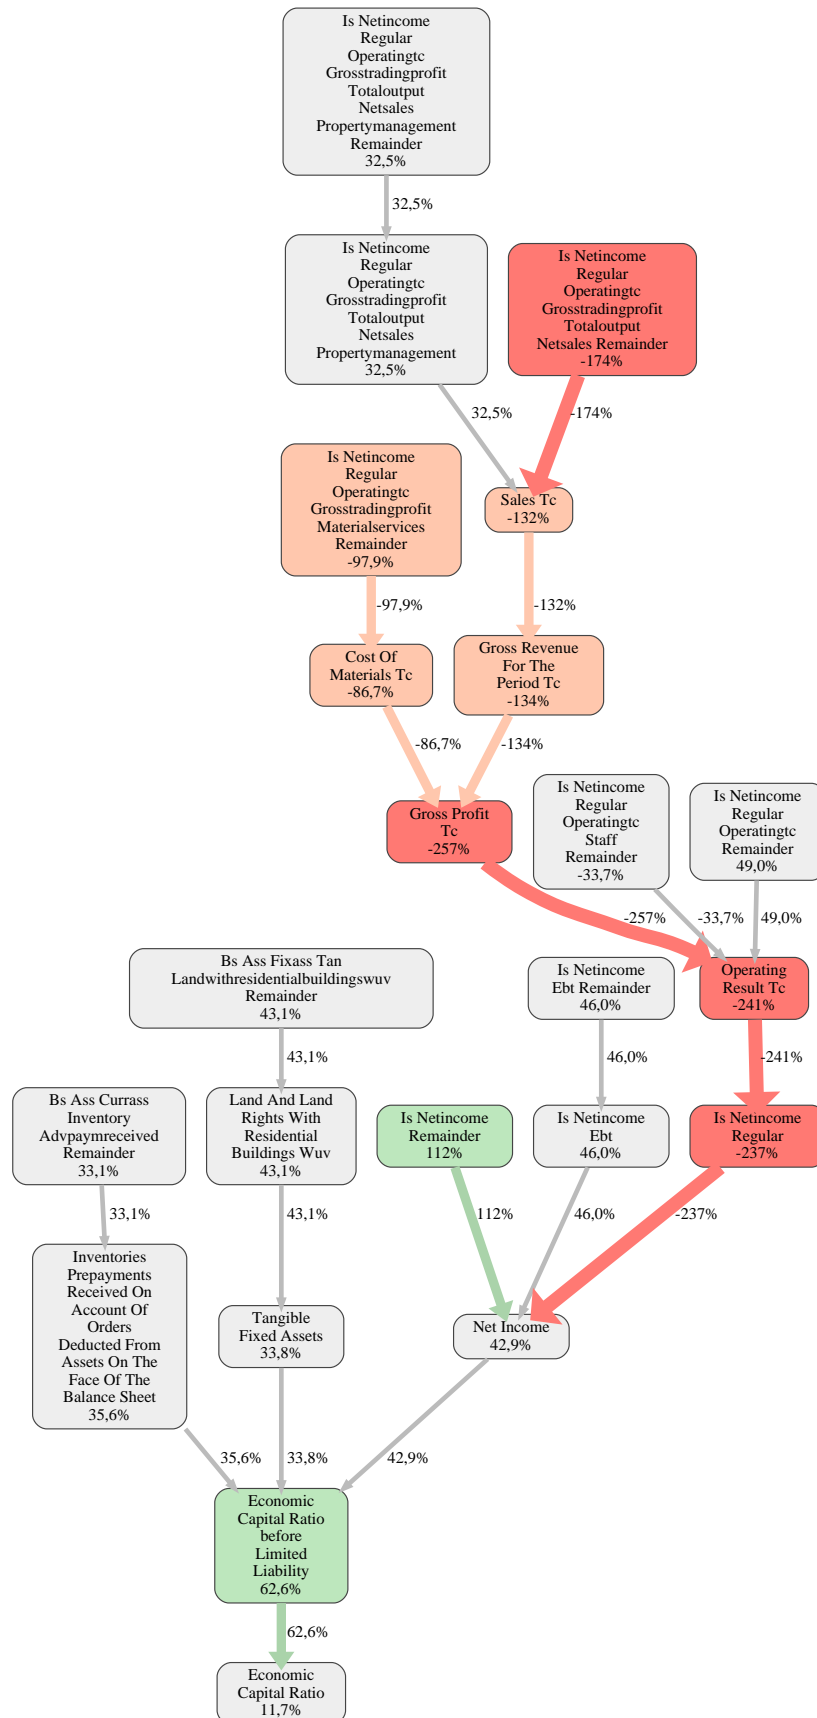 Is Netincome
Regular
Operatingtc
Grosstradingprofit
Totaloutput
Netsales
Propertymanagement
Remainder
32,5%
32,5%
Is Netincome
Regular
Operatingtc
Grosstradingprofit
Totaloutput
Netsales
Propertymanagement
32,5%
Is Netincome
Regular
Operatingtc
Grosstradingprofit
Totaloutput
Netsales Remainder
-174%
32,5%
-174%
Is Netincome
Regular
Operatingtc
Grosstradingprofit
Materialservices
Remainder
-97,9%
Sales Tc
-132%
-97,9%
-132%
Cost Of
Materials Tc
-86,7%
Gross Revenue
For The
Period Tc
-134%
-86,7%
-134%
Gross Profit
Tc
-257%
Is Netincome
Regular
Operatingtc
Staff
Remainder
-33,7%
Is Netincome
Regular
Operatingtc
Remainder
49,0%
-257%
-33,7%
49,0%
Bs Ass Fixass Tan
Landwithresidentialbuildingswuv
Remainder
43,1%
Is Netincome
Ebt Remainder
46,0%
Operating
Result Tc
-241%
43,1%
46,0%
-241%
Bs Ass Currass
Inventory
Advpaymreceived
Remainder
33,1%
Land And Land
Rights With
Residential
Buildings Wuv
43,1%
Is Netincome
Remainder
112%
Is Netincome
Ebt
46,0%
Is Netincome
Regular
-237%
33,1%
43,1%
112%
46,0%
-237%
Inventories
Prepayments
Received On
Account Of
Orders
Deducted From
Assets On The
Face Of The
Balance Sheet
35,6%
Tangible
Fixed Assets
33,8%
Net Income
42,9%
35,6%
33,8%
42,9%
Economic
Capital Ratio
before
Limited
Liability
62,6%
62,6%
Economic
Capital Ratio
11,7%